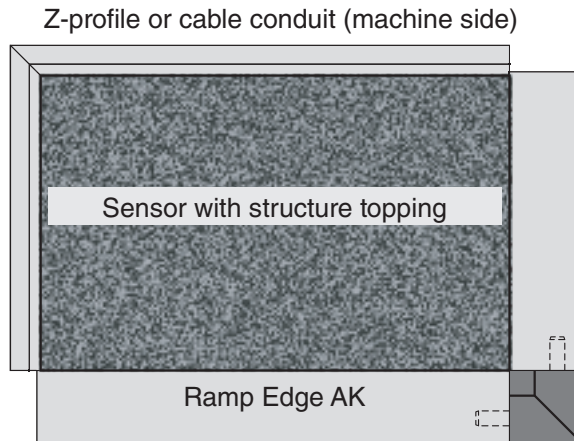 Z-profile or cable conduit (machine side)
Sensor with structure topping
Ramp Edge AK